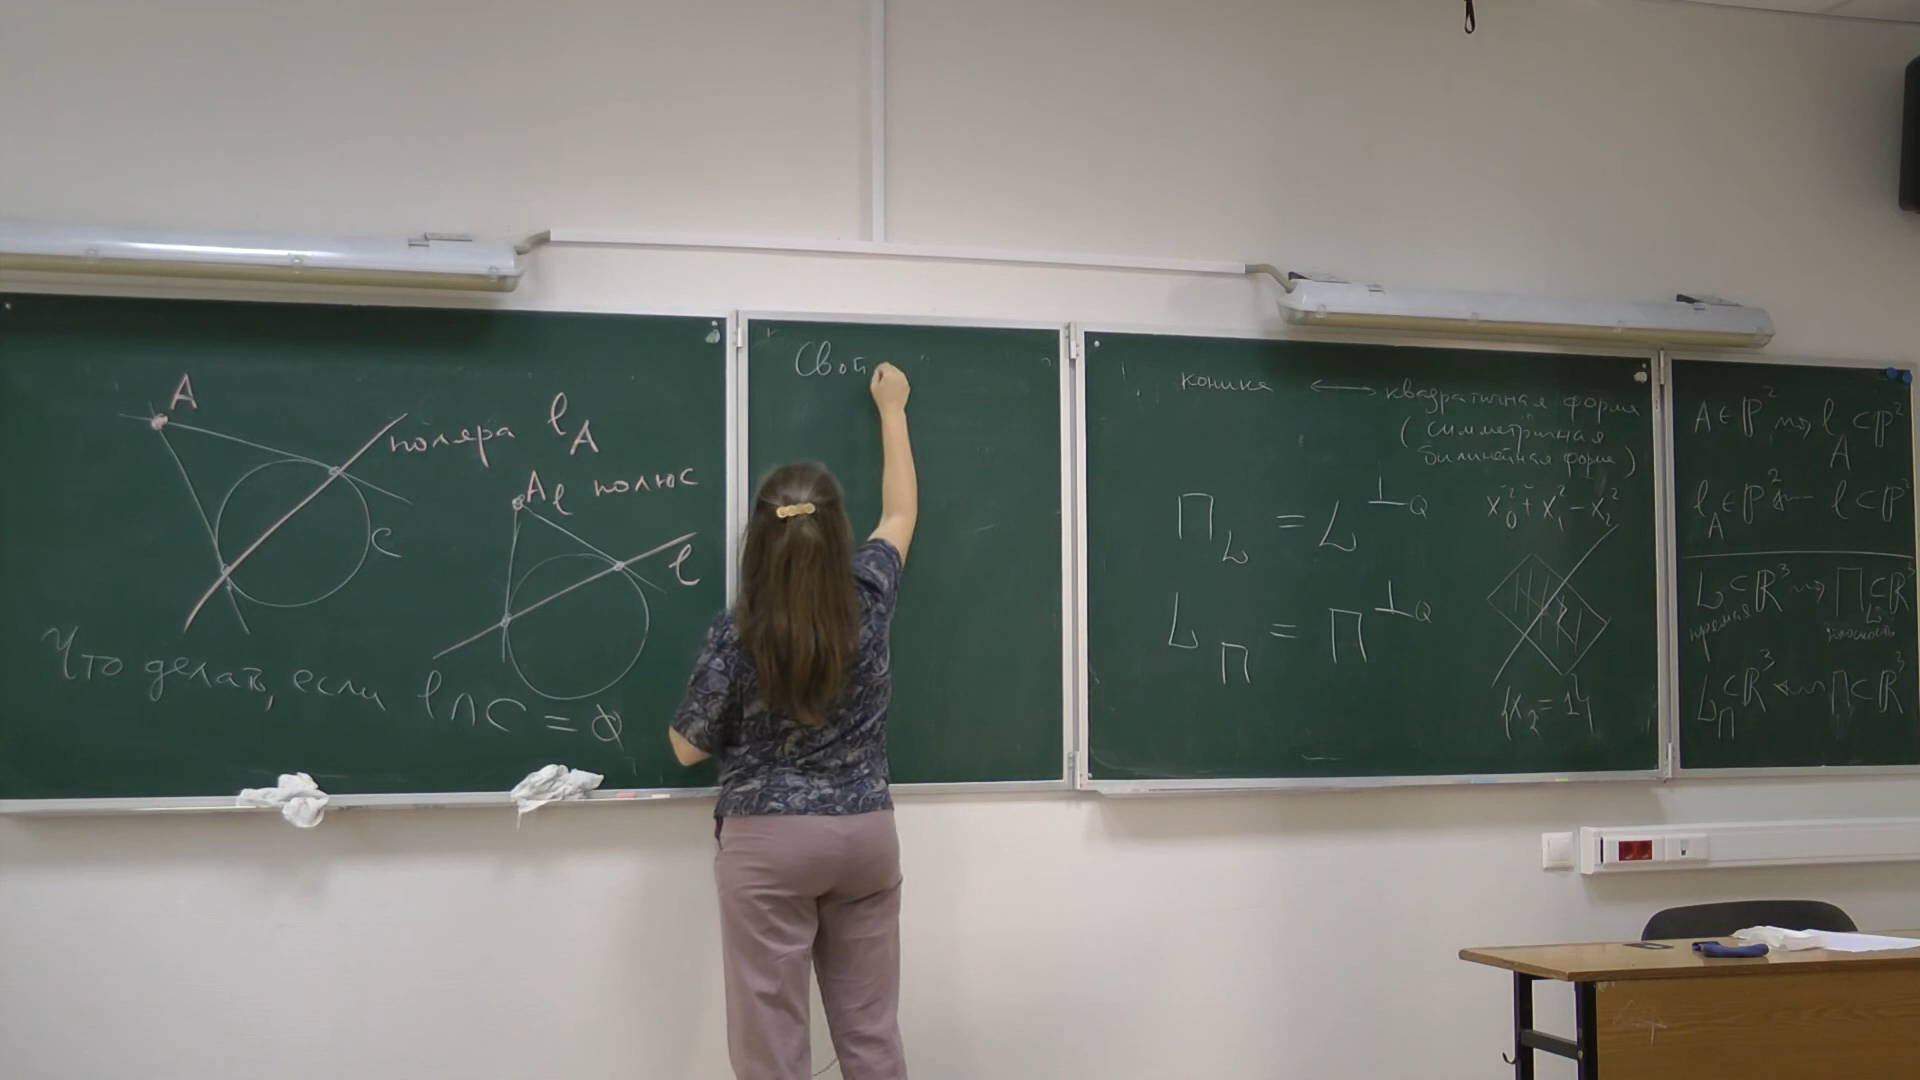 A
поляра ℓ_A
C
A_ℓ полюс
ℓ
Что делать, если ℓ∩C = ∅
Свой
коника ⟷ квадратичная форма
(симметричная
билинейная форма)
Π_L = L^{⊥_Q}
L_Π = Π^{⊥_Q}
x_0^2 + x_1^2 − x_2^2
{x_2 = 1}
A ∈ ℙ^2 ⇝ ℓ_A ⊂ ℙ^2
ℓ_A ∈ ℙ^2 ⇜ ℓ ⊂ ℙ^2
L ⊂ ℝ^3 ⇝ Π_L ⊂ ℝ^3
прямая плоскость
L_Π ⊂ ℝ^3 ⇜ Π ⊂ ℝ^3